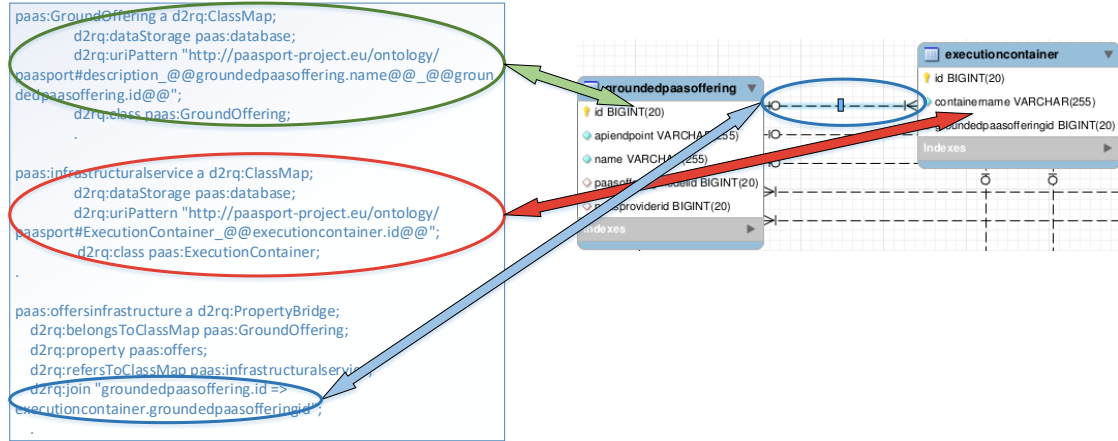 paas:GroundOffering a d2rq:ClassMap;
d2rq:dataStorage paas:database;
d2rq:uriPattern "http://paasport-project.eu/ontology/
paasport#description_@@groundedpaasoffering.name@@_@@groun
dedpaasoffering.id@@";
d2rq:class paas:GroundOffering;
.
paas:infrastructuralservice a d2rq:ClassMap;
d2rq:dataStorage paas:database;
d2rq:uriPattern "http://paasport-project.eu/ontology/
paasport#ExecutionContainer_@@executioncontainer.id@@";
d2rq:class paas:ExecutionContainer;
.
paas:offersinfrastructure a d2rq:PropertyBridge;
d2rq:belongsToClassMap paas:GroundOffering;
d2rq:property paas:offers;
d2rq:refersToClassMap paas:infrastructuralservice;
d2rq:join "groundedpaasoffering.id =>
executioncontainer.groundedpaasofferingid";
.
groundedpaasoffering
id BIGINT(20)
apiendpoint VARCHAR(255)
name VARCHAR(255)
BIGINT(20)
BIGINT(20)
Indexes
executioncontainer
id BIGINT(20)
containername VARCHAR(255)
groundedpaasofferingid BIGINT(20)
Indexes